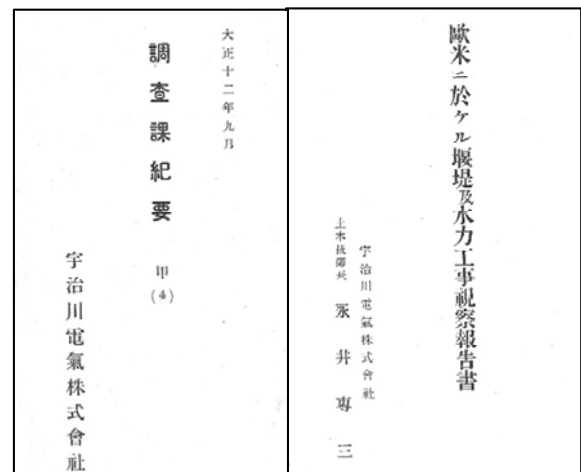 大正十二年九月
調査課紀要
甲
(4)
宇治川電氣株式會社
歐米ニ於ケル堰堤及水力工事視察報告書
宇治川電氣株式會社
土木技師長 永井専三